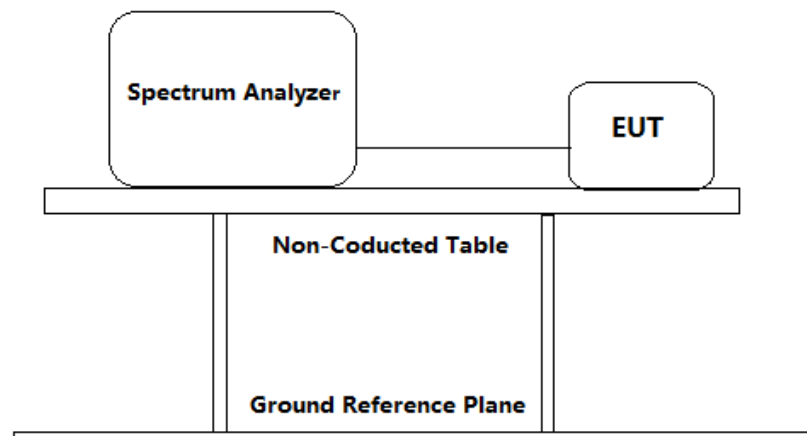 Spectrum Analyzer
EUT
Non-Coducted Table
Ground Reference Plane